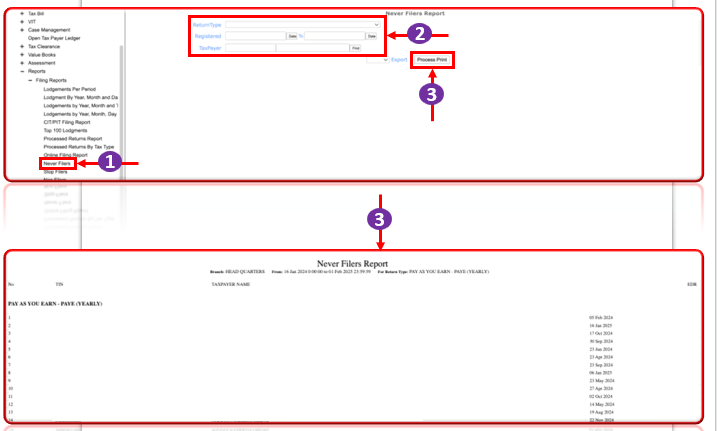 Tax Bill
VIT
Case Management
Open Tax Payer Ledger
Tax Clearance
Value Books
Assessment
Reports
Filing Reports
Lodgements Per Period
Lodgment By Year, Month and Da
Lodgements by Year, Month and T
Lodgements by Year, Month, Day
CIT/PIT Filing Report
Top 100 Lodgments
Processed Returns Report
Processed Returns By Tax Type
Online Filing Report
Never Filers
Stop Filers
1
Never Filers Report
ReturnType
Registered Date To Date
TaxPayer Find
2
Export Process Print
3
3
Never Filers Report
Branch: HEAD QUARTERS From: 16 Jan 2024 0:00:00 to 01 Feb 2025 23:59:59 For Return Type: PAY AS YOU EARN - PAYE (YEARLY)
No TIN TAXPAYER NAME EDR
PAY AS YOU EARN - PAYE (YEARLY)
1 05 Feb 2024
2 16 Jan 2025
3 17 Oct 2024
4 30 Sep 2024
5 23 Jan 2024
6 23 Apr 2024
7 23 Sep 2024
8 06 Jan 2025
9 23 May 2024
10 27 Apr 2024
11 02 Oct 2024
12 14 May 2024
13 19 Aug 2024
14 22 Nov 2024